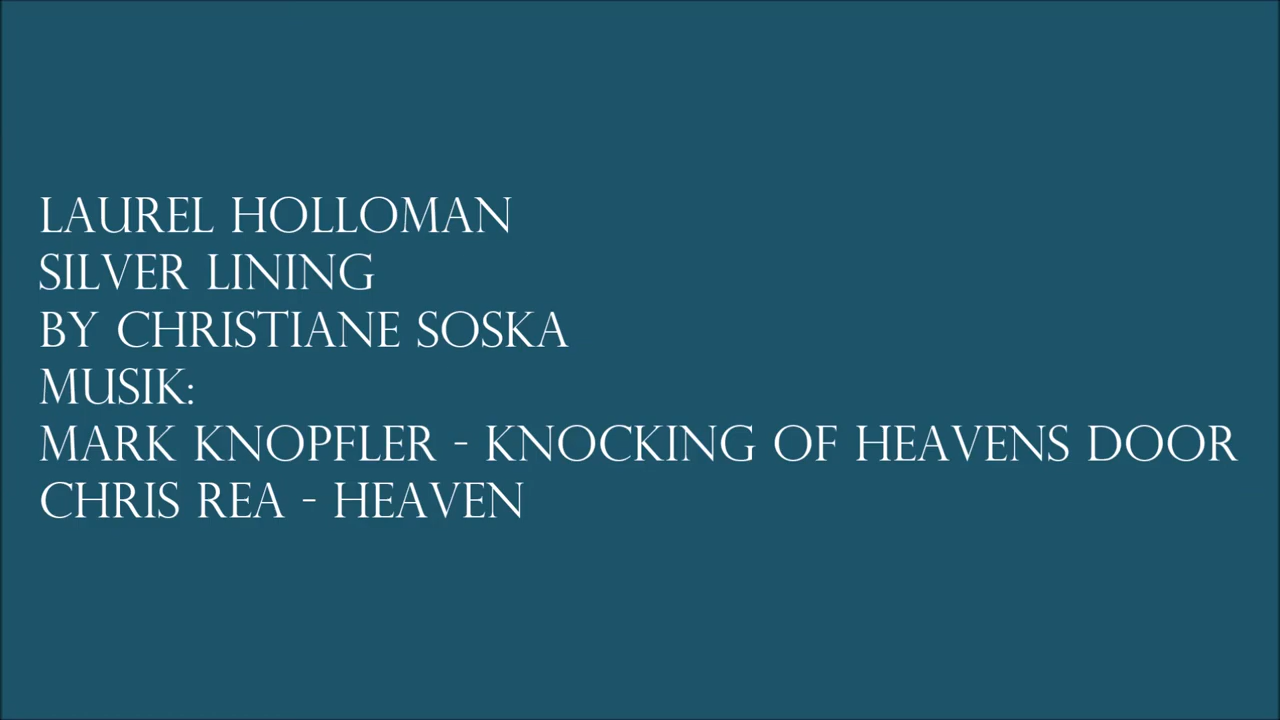 LAUREL HOLLOMAN
SILVER LINING
BY CHRISTIANE SOSKA
MUSIK:
MARK KNOPFLER - KNOCKING OF HEAVENS DOOR
CHRIS REA - HEAVEN